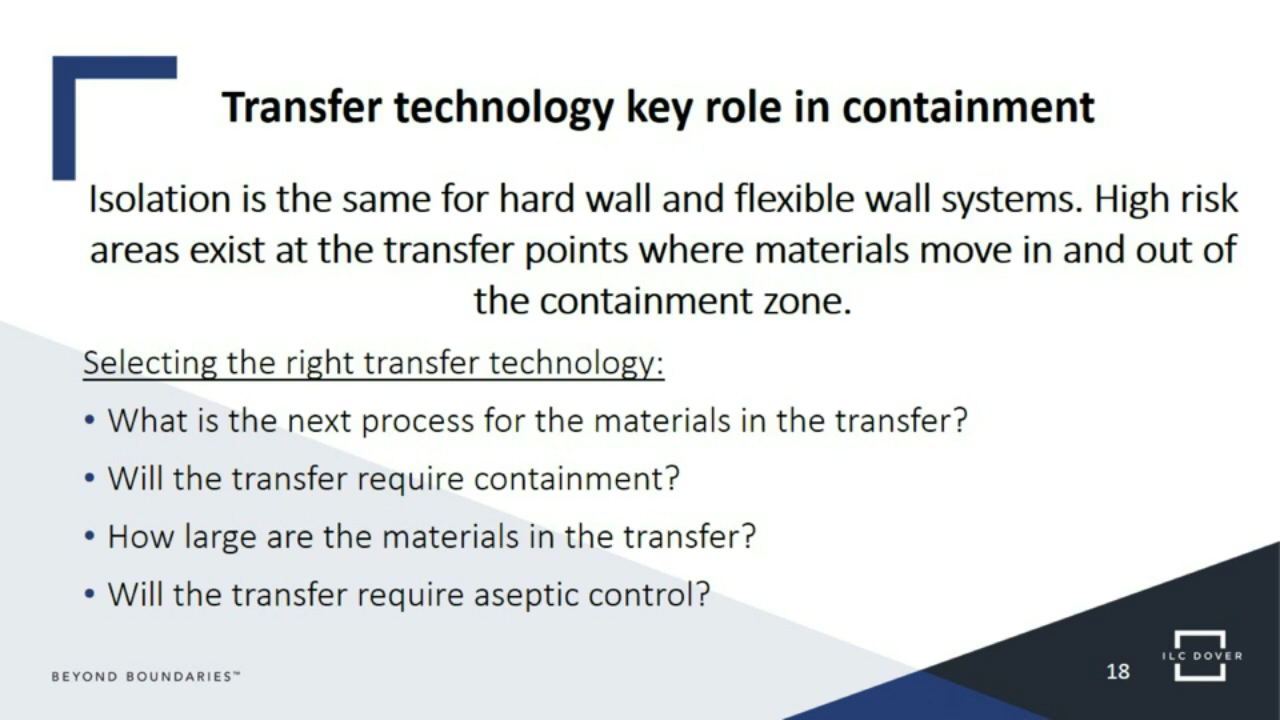 Transfer technology key role in containment
Isolation is the same for hard wall and flexible wall systems. High risk
areas exist at the transfer points where materials move in and out of
the containment zone.
Selecting the right transfer technology:
• What is the next process for the materials in the transfer?
• Will the transfer require containment?
• How large are the materials in the transfer?
• Will the transfer require aseptic control?
BEYOND BOUNDARIES™
18
ILC DOVER